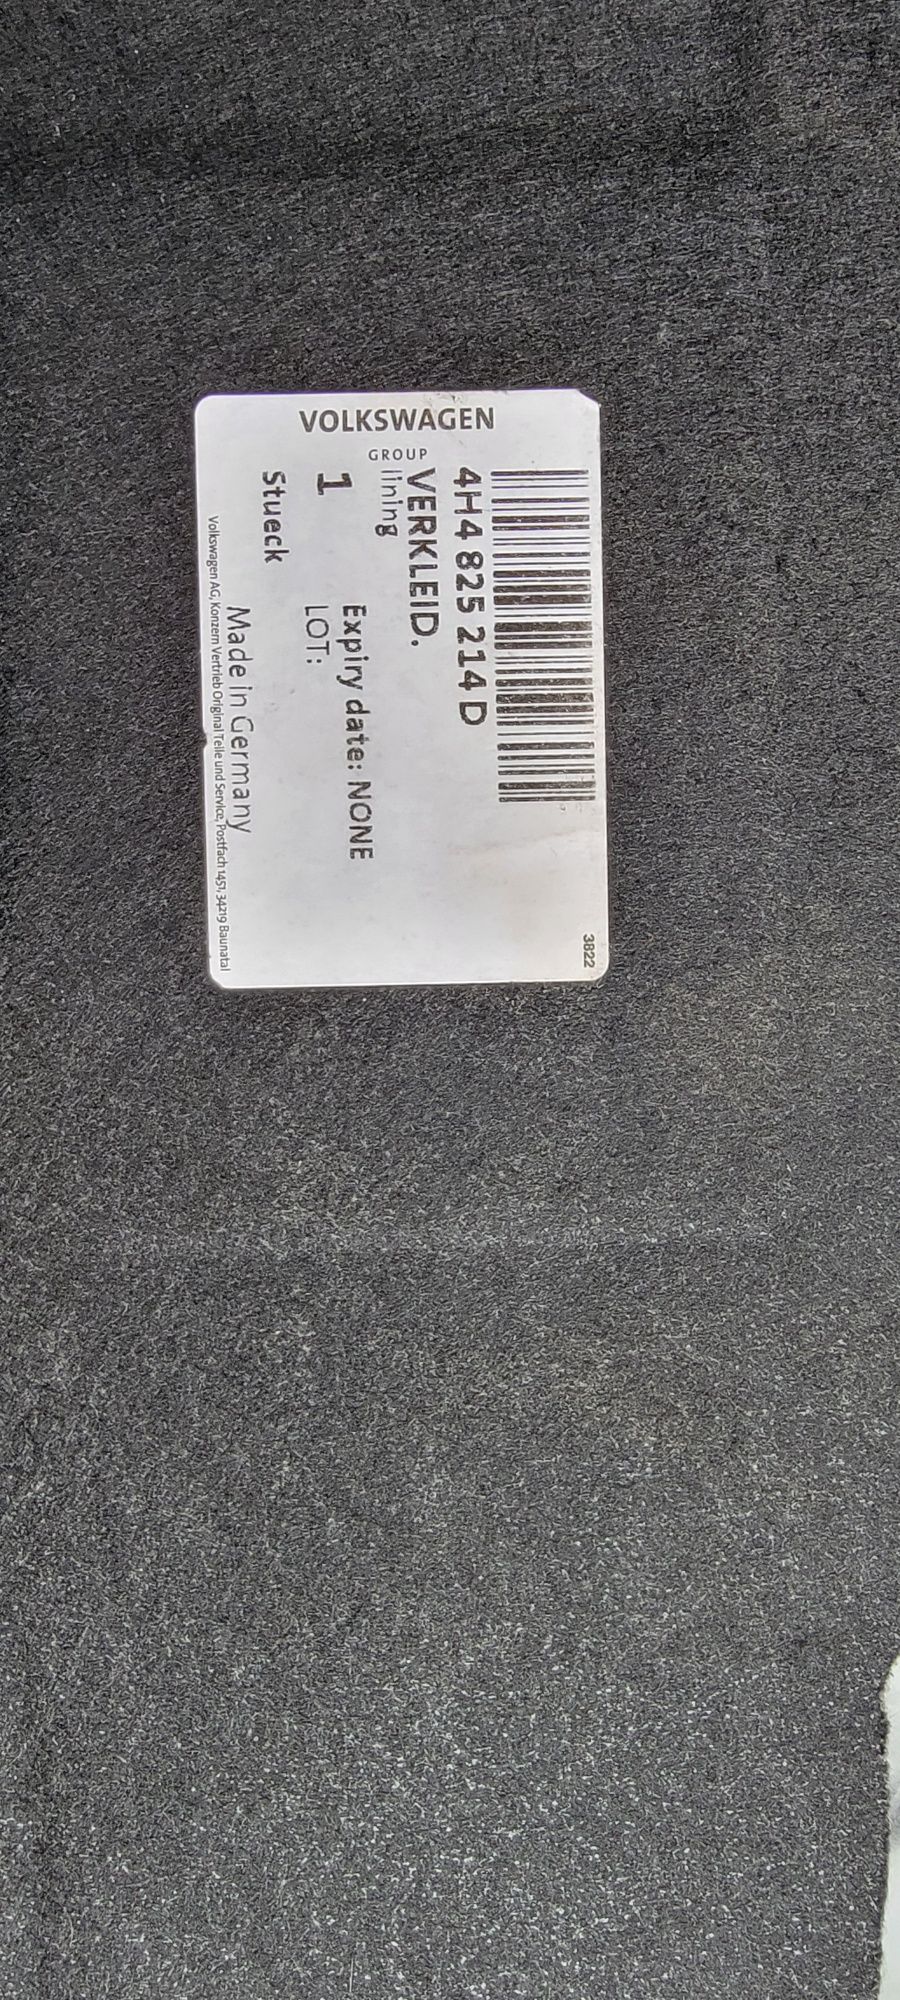 VOLKSWAGEN
GROUP
3822
4H4 825 214 D
VERKLEID.
lining
Expiry date: NONE
1
LOT:
Stueck
Made in Germany
Volkswagen AG, Konzern Vertrieb Original Teile und Service, Postfach 1451, 34219 Baunatal